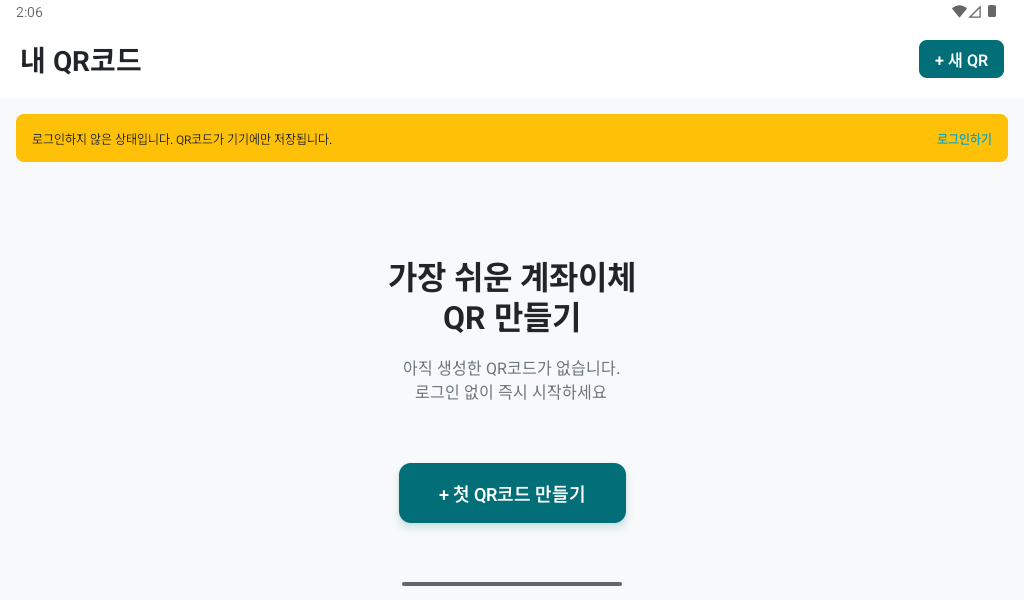 2:06
내 QR코드
+ 새 QR
로그인하지 않은 상태입니다. QR코드가 기기에만 저장됩니다.
로그인하기
가장 쉬운 계좌이체
QR 만들기
아직 생성한 QR코드가 없습니다.
로그인 없이 즉시 시작하세요
+ 첫 QR코드 만들기